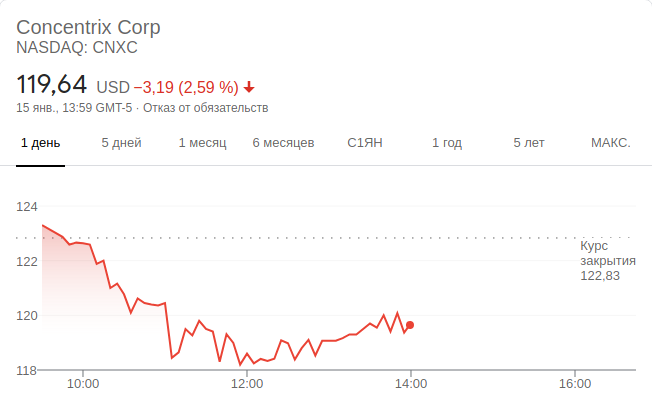 Concentrix Corp
NASDAQ: CNXC
119,64 USD −3,19 (2,59 %)
15 янв., 13:59 GMT-5 · Отказ от обязательств
1 день 5 дней 1 месяц 6 месяцев С1ЯН 1 год 5 лет МАКС.
124
Курс
закрытия
122,83
122
120
118
10:00 12:00 14:00 16:00